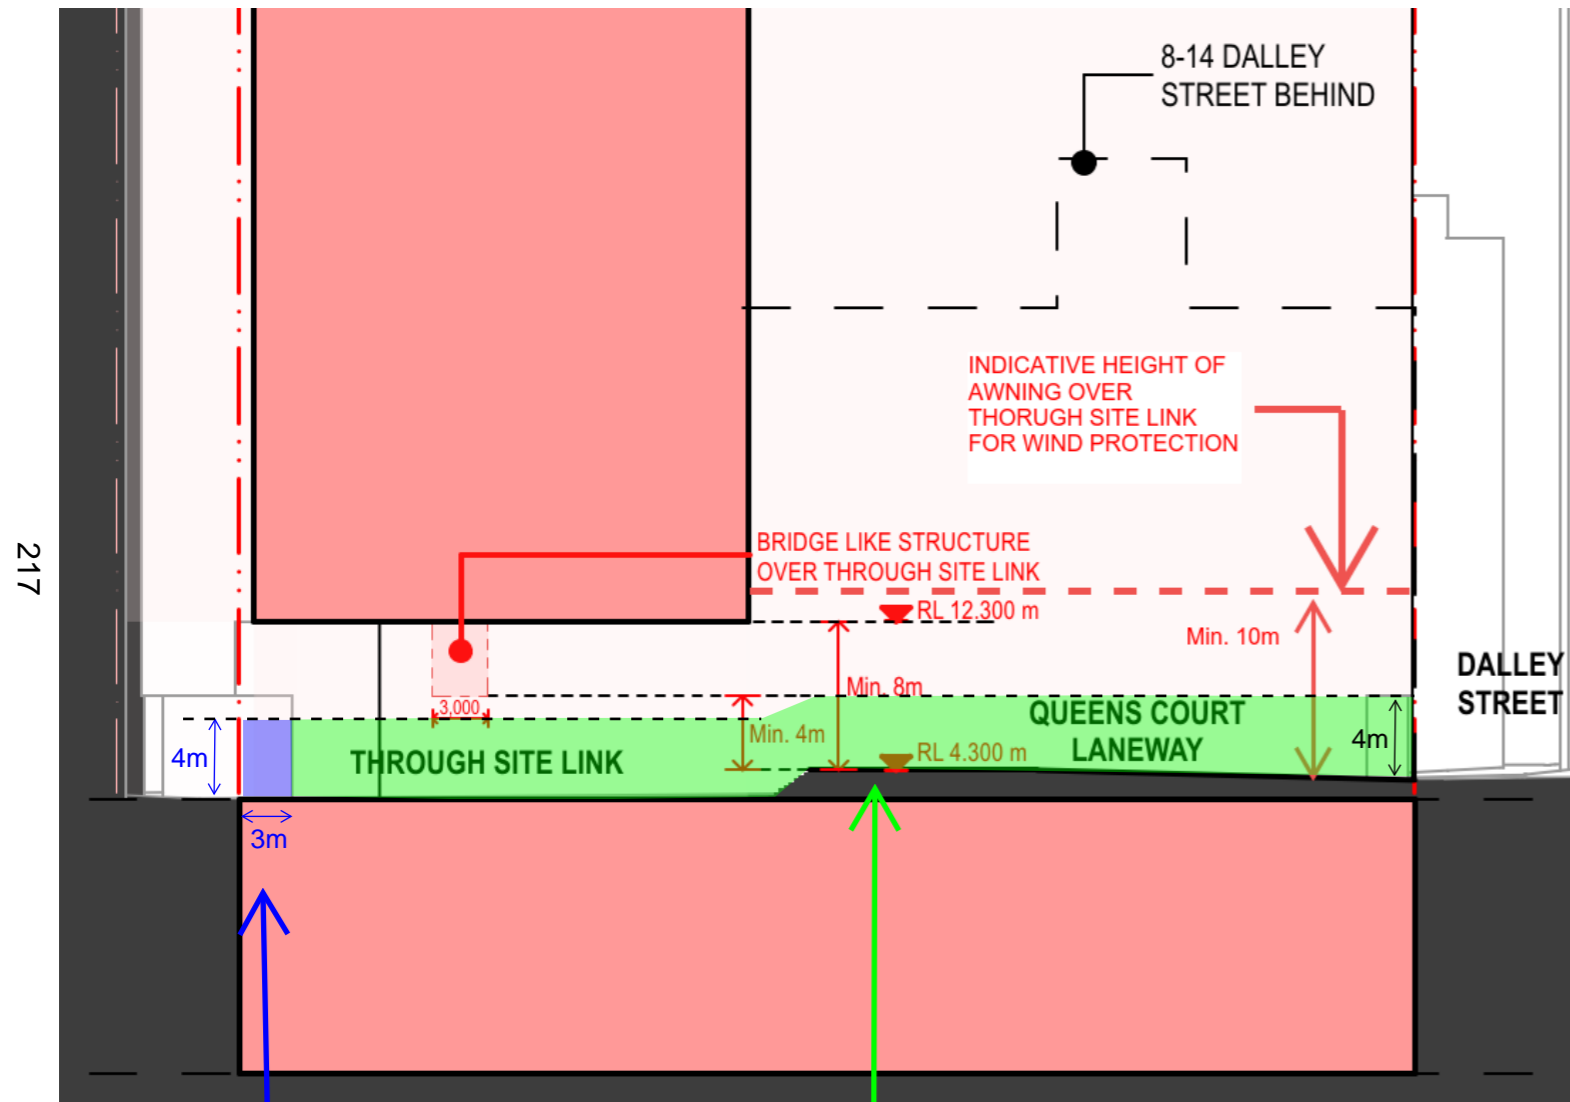 8-14 DALLEY
STREET BEHIND
INDICATIVE HEIGHT OF
AWNING OVER
THORUGH SITE LINK
FOR WIND PROTECTION
BRIDGE LIKE STRUCTURE
OVER THROUGH SITE LINK
RL 12.300 m
Min. 10m
DALLEY
STREET
Min. 8m
3,000
QUEENS COURT
LANEWAY
Min. 4m
4m
4m
THROUGH SITE LINK
RL 4.300 m
3m
217